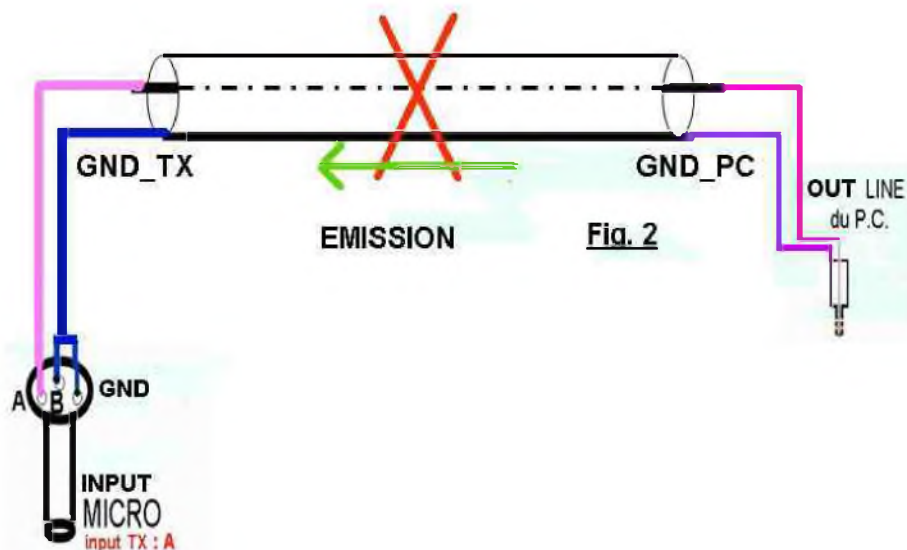 GND_TX
GND_PC
OUT LINE
du P.C.
EMISSION
Fig. 2
A
B
GND
INPUT
MICRO
input TX : A